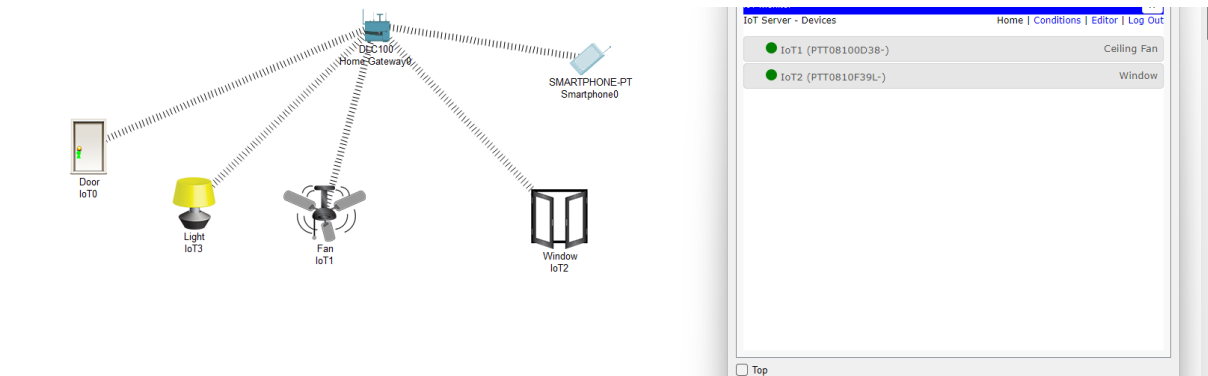 DLC100
Home Gateway0
SMARTPHONE-PT
Smartphone0
Door
IoT0
Light
IoT3
Fan
IoT1
Window
IoT2
IoT Server - Devices
Home | Conditions | Editor | Log Out
IoT1 (PTT08100D38-)
Ceiling Fan
IoT2 (PTT0810F39L-)
Window
Top